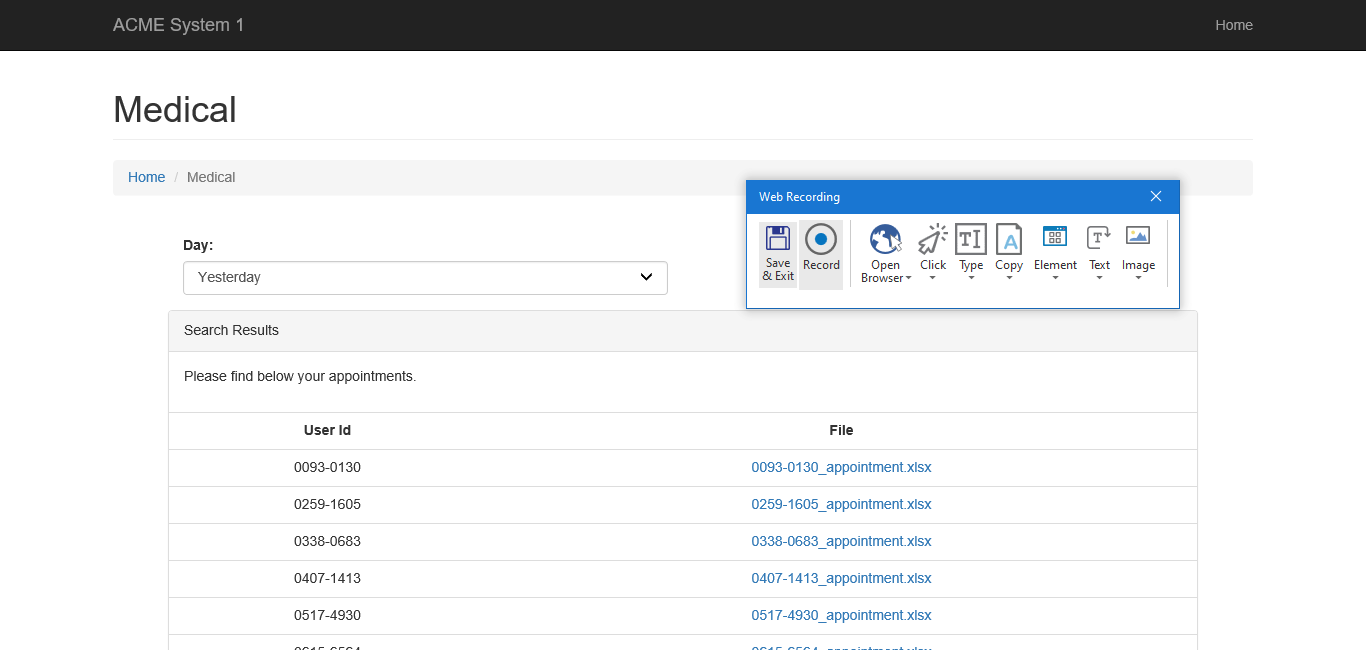 ACME System 1
Home
Medical
Home / Medical
Web Recording
Save & Exit
Record
Open Browser
Click
Type
Copy
Element
Text
Image
Day:
Yesterday
Search Results
Please find below your appointments.
User Id File
0093-0130 0093-0130_appointment.xlsx
0259-1605 0259-1605_appointment.xlsx
0338-0683 0338-0683_appointment.xlsx
0407-1413 0407-1413_appointment.xlsx
0517-4930 0517-4930_appointment.xlsx